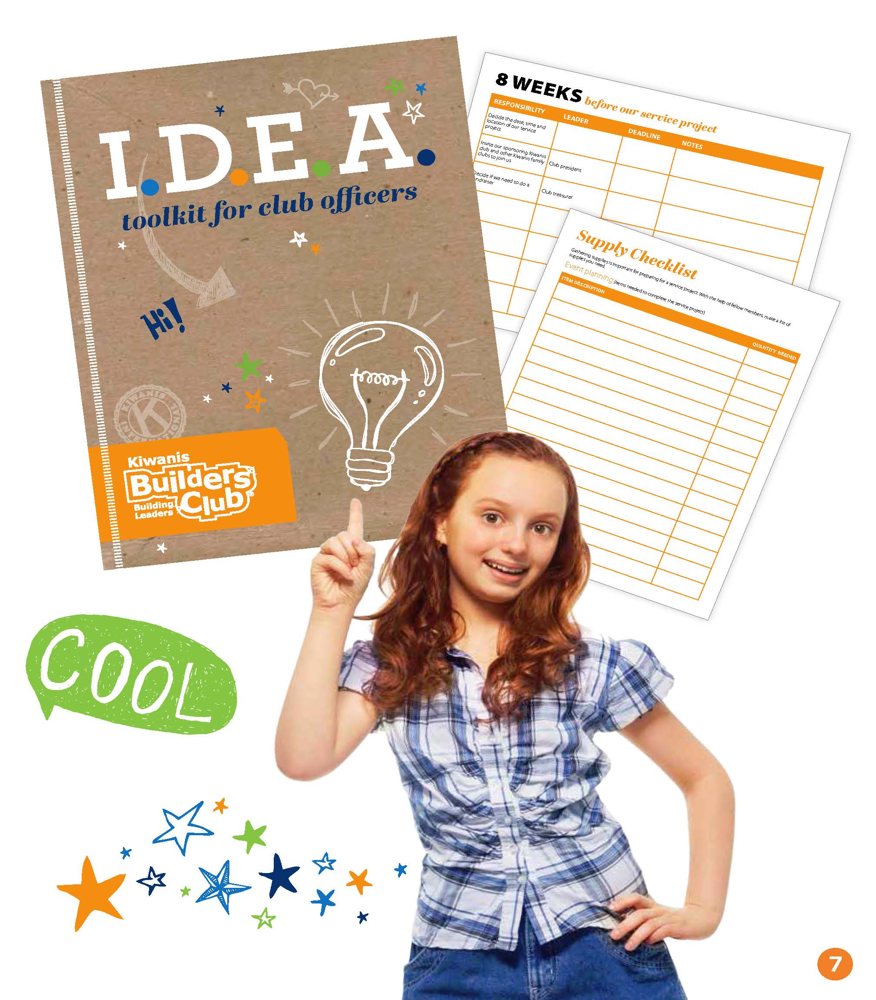 I.D.E.A.
toolkit for club officers
Hi!
KIWANIS
INTERNATIONAL
K
Kiwanis
Builders
Club®
Building
Leaders
8 WEEKS before our service project
RESPONSIBILITY LEADER DEADLINE NOTES
Decide the date, time and
location of our service
project
Invite our sponsoring Kiwanis
club and other Kiwanis family
clubs to join us
Club president
Decide if we need to do a
ndraiser
Club treasurer
Supply Checklist
Gathering supplies is important for preparing for a service project. With the help of fellow members, make a list of
supplies you need.
Event planning (Items needed to complete the service project)
ITEM DESCRIPTION QUANTITY NEEDED
COOL
7